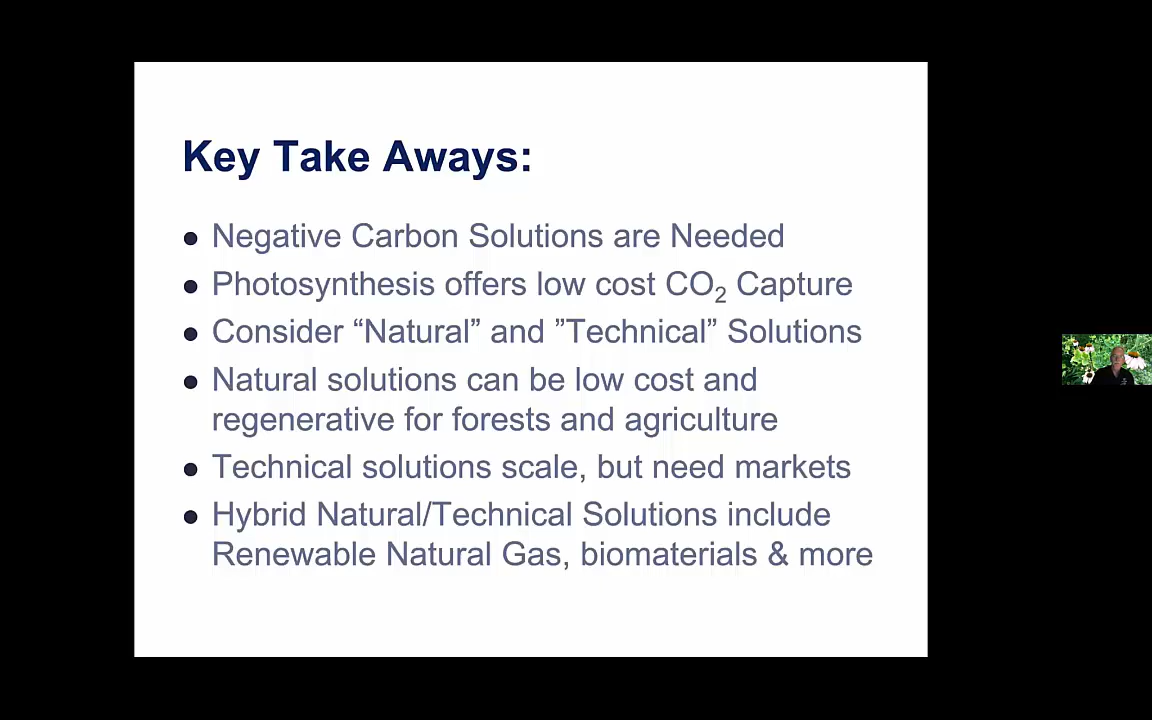 Key Take Aways:
● Negative Carbon Solutions are Needed
● Photosynthesis offers low cost CO₂ Capture
● Consider “Natural” and ”Technical” Solutions
● Natural solutions can be low cost and
regenerative for forests and agriculture
● Technical solutions scale, but need markets
● Hybrid Natural/Technical Solutions include
Renewable Natural Gas, biomaterials & more